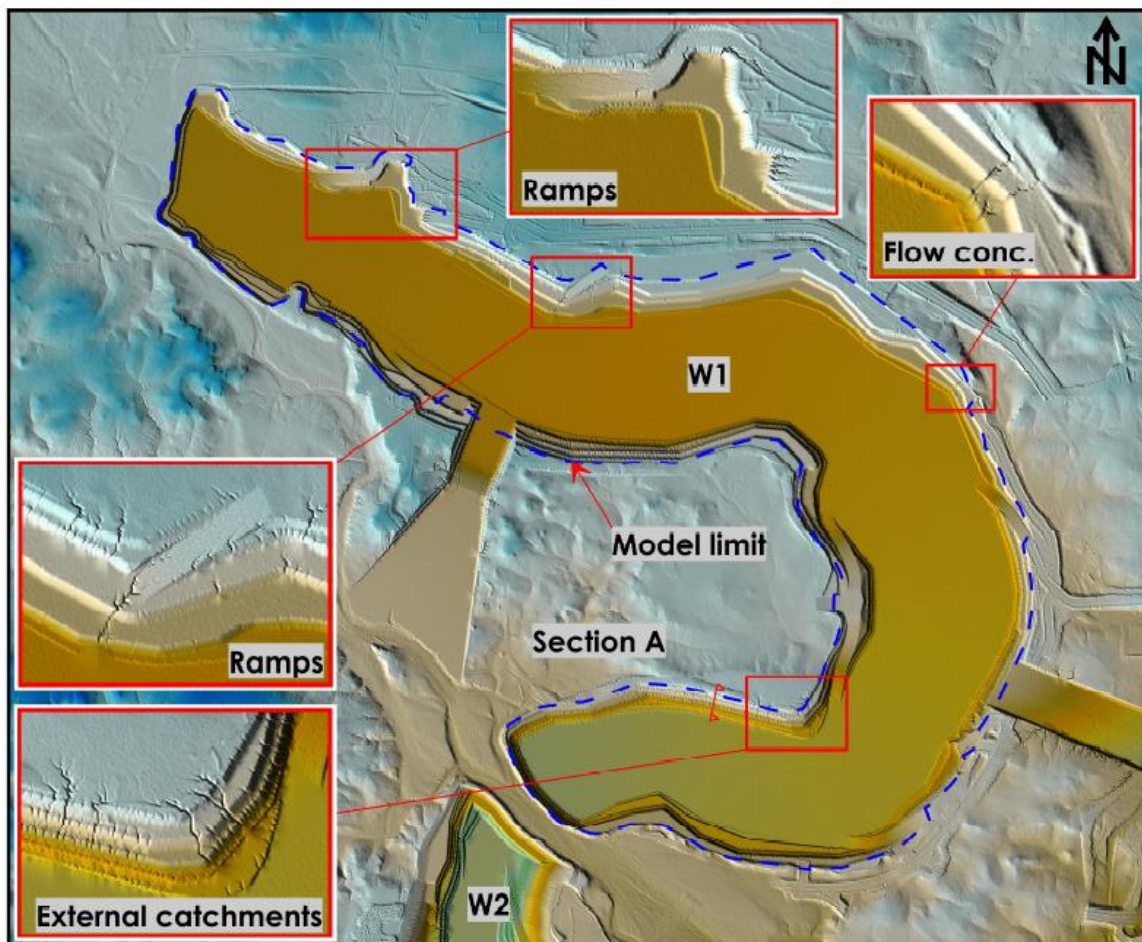 N
Ramps
Flow conc.
W1
Model limit
Section A
Ramps
External catchments
W2